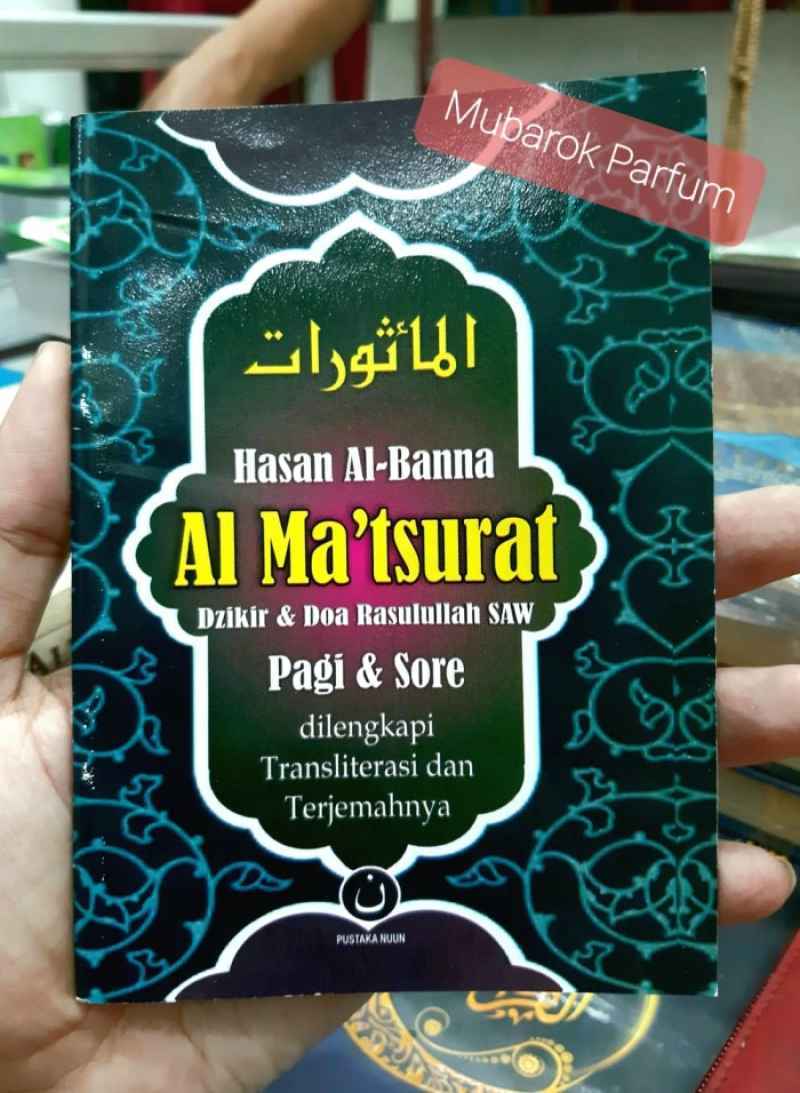 Mubarok Parfum
المأثورات
Hasan Al-Banna
Al Ma'tsurat
Dzikir & Doa Rasulullah SAW
Pagi & Sore
dilengkapi
Transliterasi dan
Terjemahnya
ن
PUSTAKA NUUN